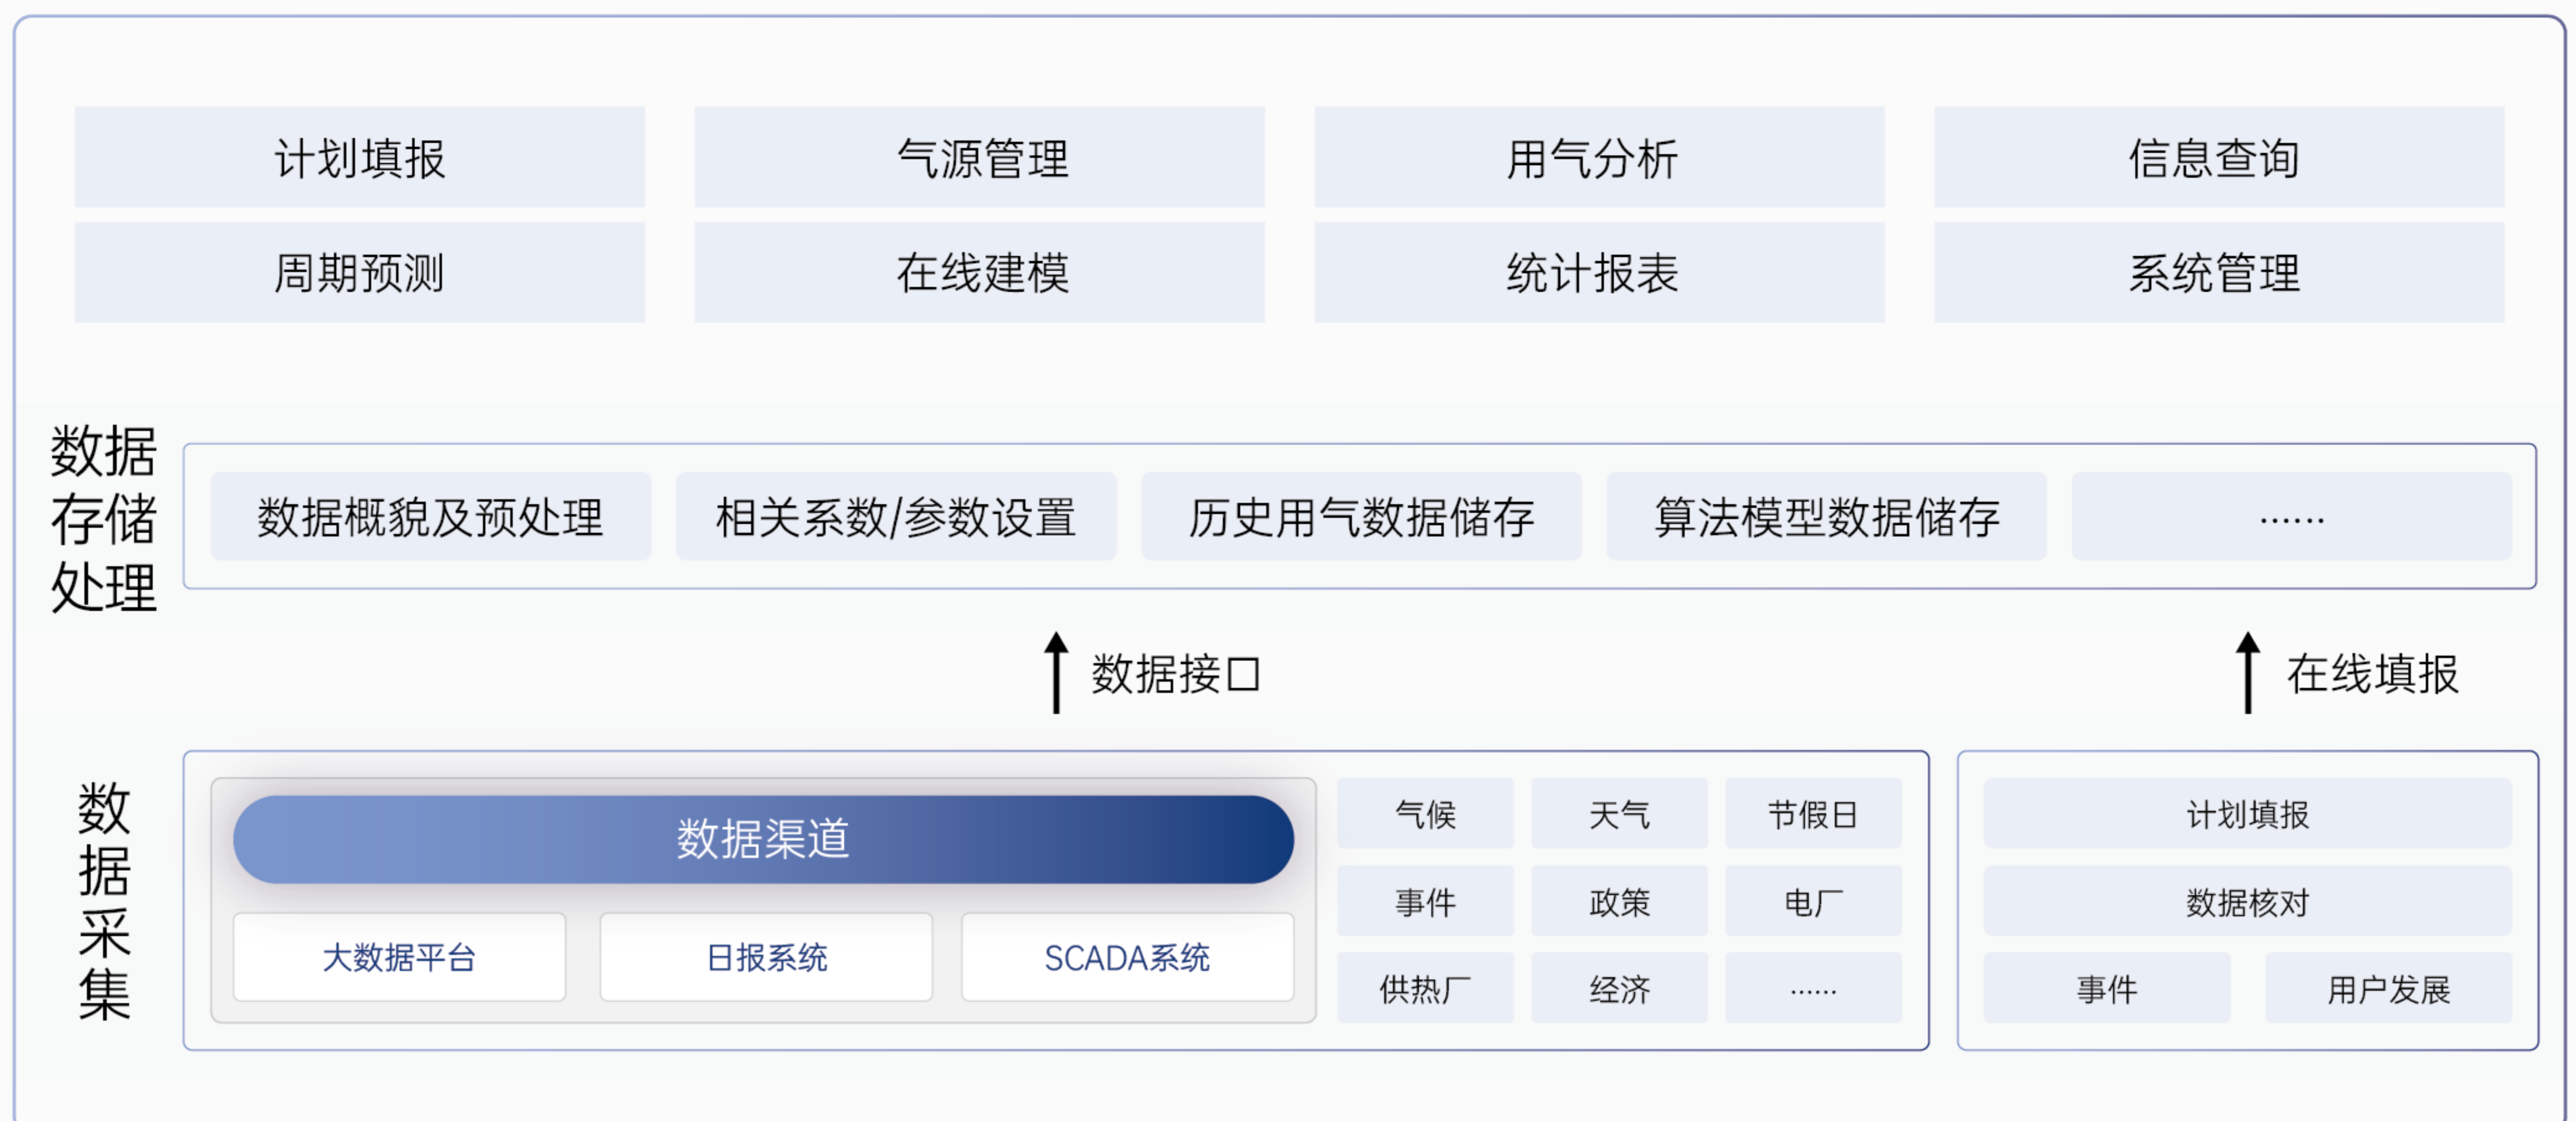 计划填报
气源管理
用气分析
信息查询
周期预测
在线建模
统计报表
系统管理
数据
存储
处理
数据概貌及预处理
相关系数/参数设置
历史用气数据储存
算法模型数据储存
……
数据接口
在线填报
数
据
采
集
数据渠道
大数据平台
日报系统
SCADA系统
气候
天气
节假日
事件
政策
电厂
供热厂
经济
……
计划填报
数据核对
事件
用户发展